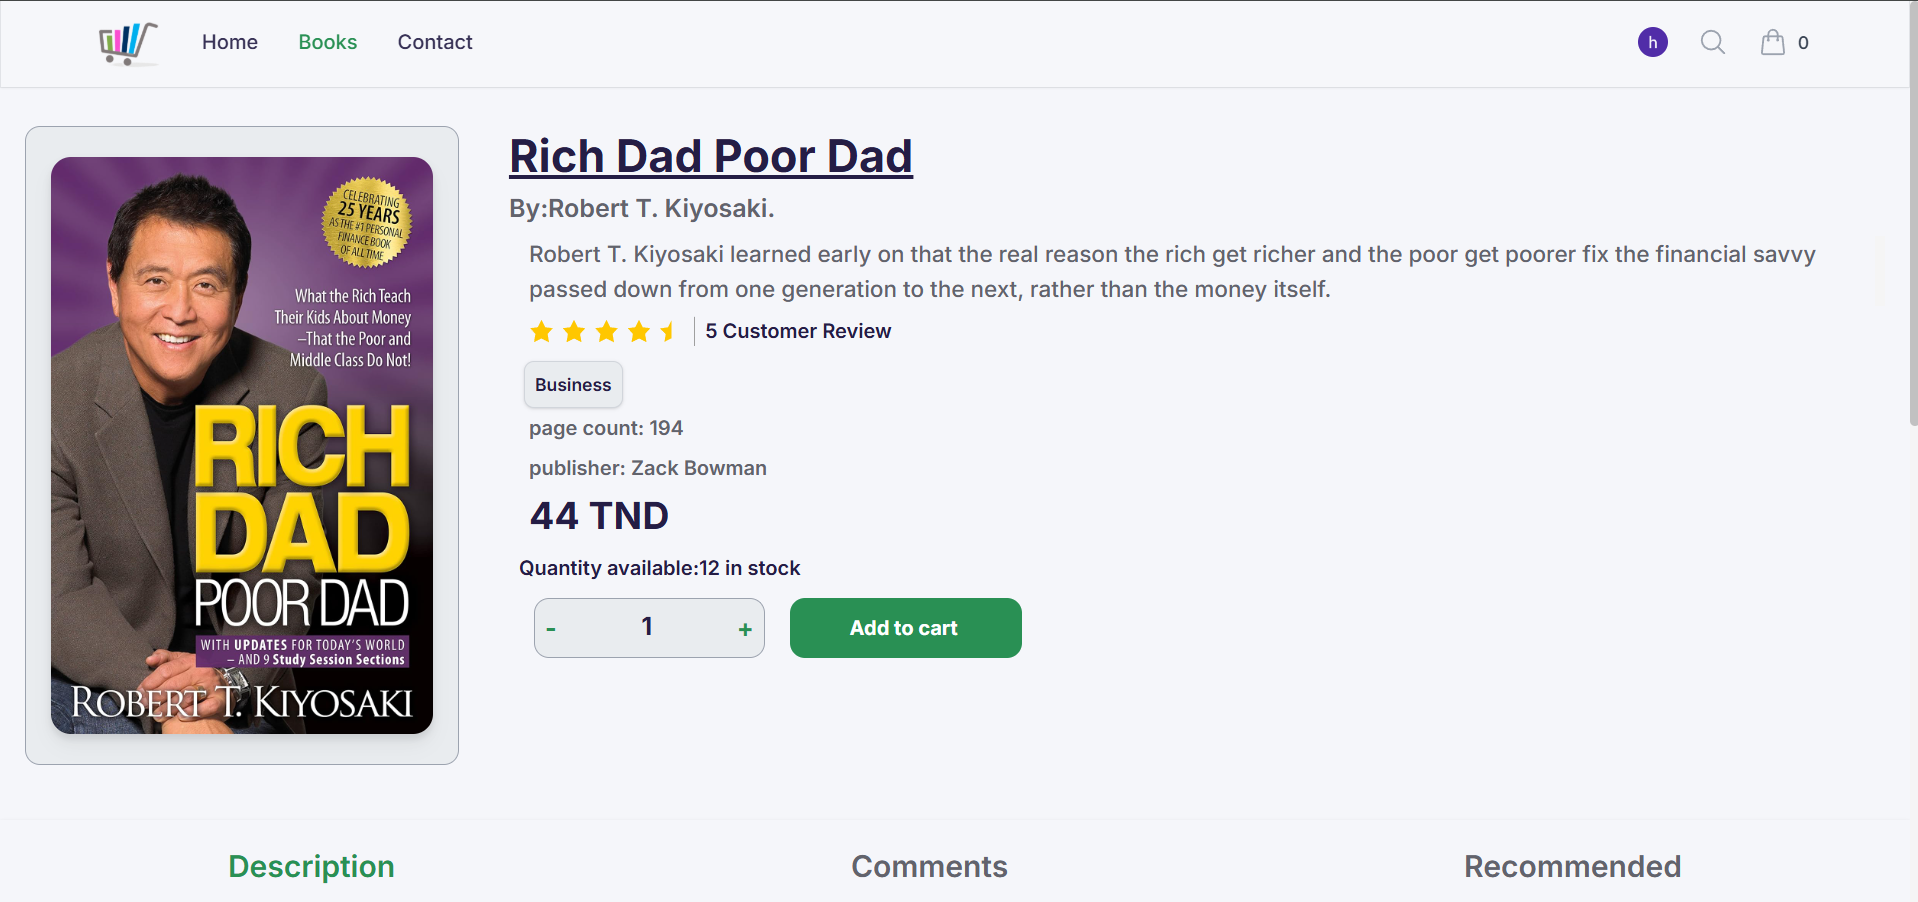 Home Books Contact h 0
CELEBRATING
25 YEARS
AS THE #1 PERSONAL
FINANCE BOOK
OF ALL TIME
What the Rich Teach
Their Kids About Money
–That the Poor and
Middle Class Do Not!
RICH
DAD
POOR DAD
WITH UPDATES FOR TODAY'S WORLD
– AND 9 Study Session Sections
ROBERT T. KIYOSAKI
Rich Dad Poor Dad
By:Robert T. Kiyosaki.
Robert T. Kiyosaki learned early on that the real reason the rich get richer and the poor get poorer fix the financial savvy
passed down from one generation to the next, rather than the money itself.
5 Customer Review
Business
page count: 194
publisher: Zack Bowman
44 TND
Quantity available:12 in stock
- 1 + Add to cart
Description Comments Recommended